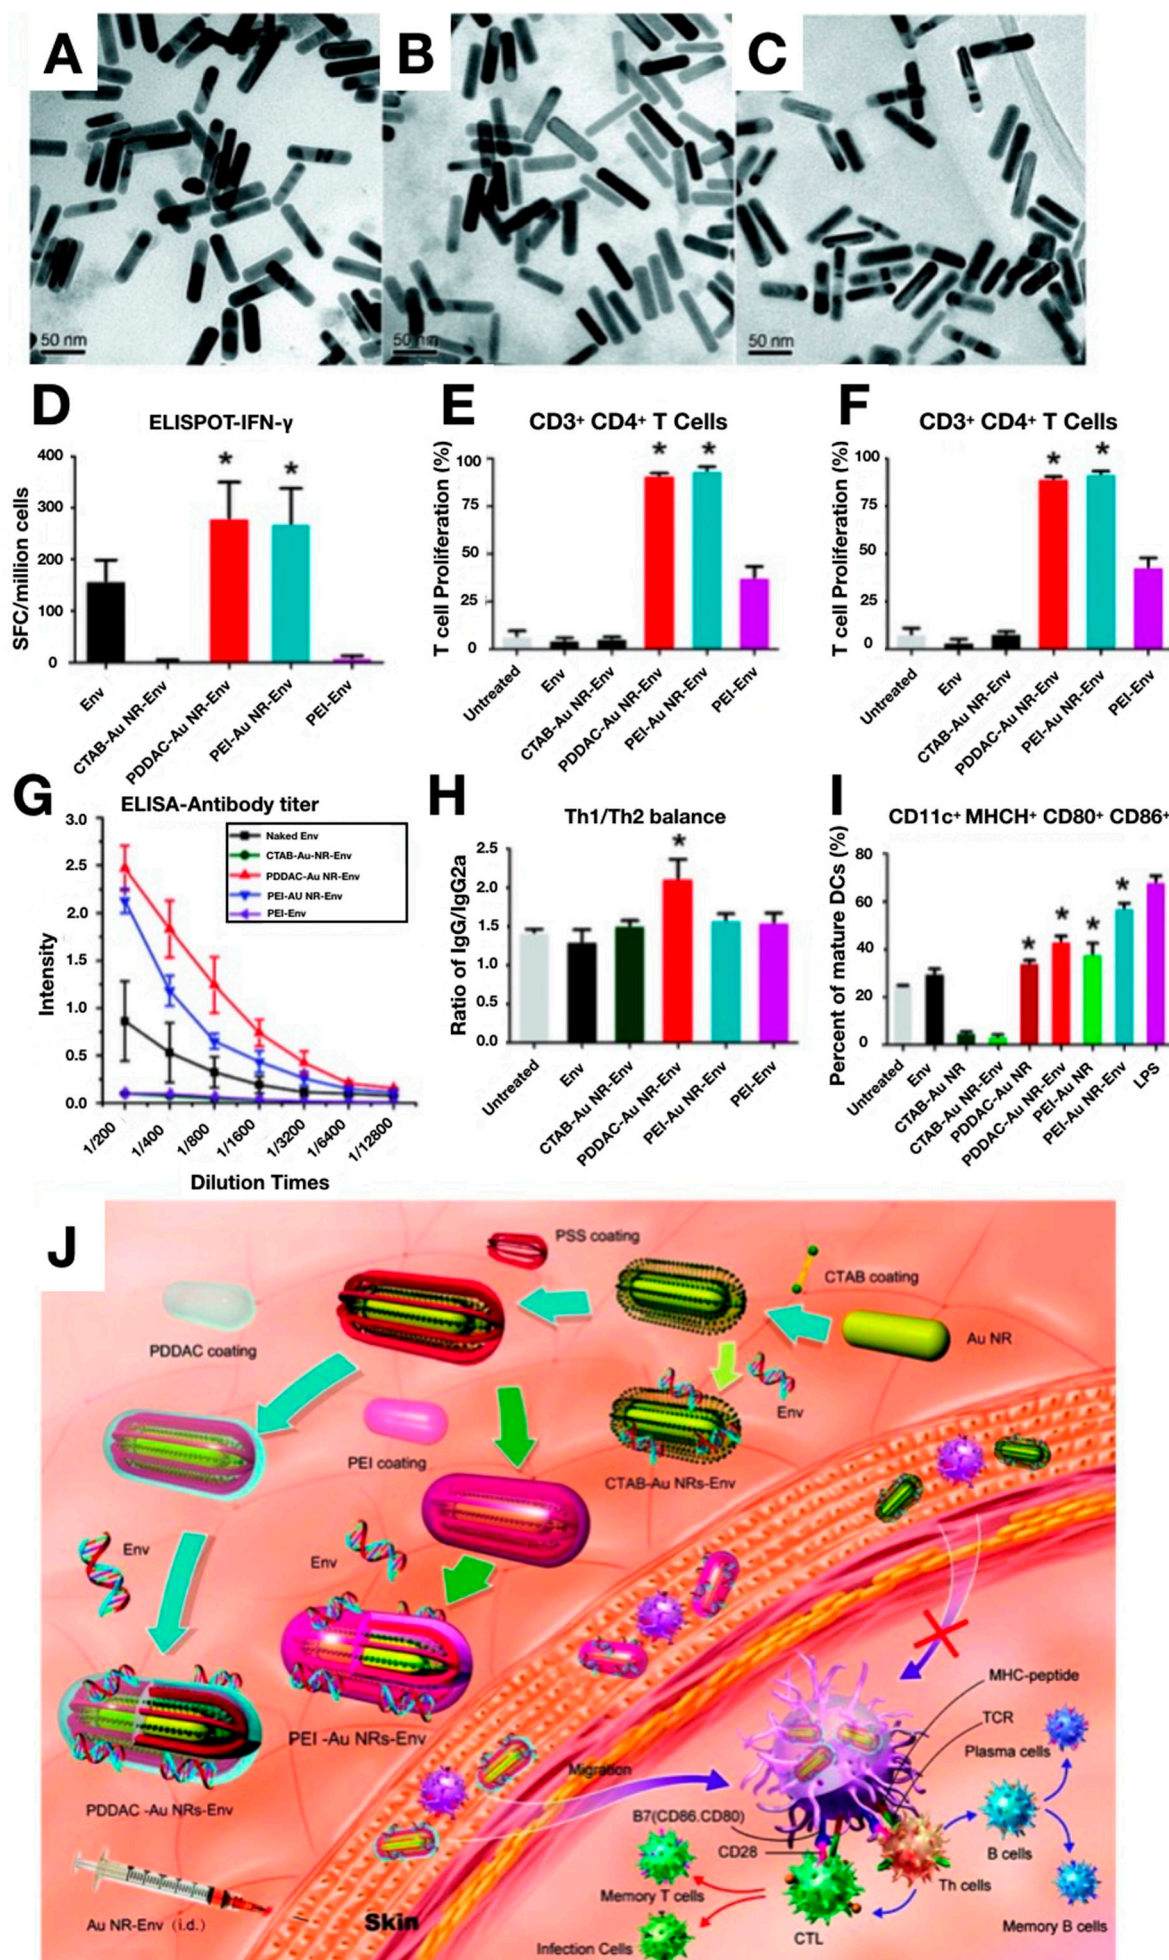 A
B
C
50 nm
50 nm
50 nm
D
ELISPOT-IFN-γ
SFC/million cells
400
300
200
100
0
*
*
Env
CTAB-Au NR-Env
PDDAC-Au NR-Env
PEI-Au NR-Env
PEI-Env
E
CD3+ CD4+ T Cells
T cell Proliferation (%)
100
75
50
25
0
*
*
Untreated
Env
CTAB-Au NR-Env
PDDAC-Au NR-Env
PEI-Au NR-Env
PEI-Env
F
CD3+ CD4+ T Cells
T cell Proliferation (%)
100
75
50
25
0
*
*
Untreated
Env
CTAB-Au NR-Env
PDDAC-Au NR-Env
PEI-Au NR-Env
PEI-Env
G
ELISA-Antibody titer
Intensity
3.0
2.5
2.0
1.5
1.0
0.5
0.0
Naked Env
CTAB-Au-NR-Env
PDDAC-Au NR-Env
PEI-AU NR-Env
PEI-Env
1/200
1/400
1/800
1/1600
1/3200
1/6400
1/12800
Dilution Times
H
Th1/Th2 balance
Ratio of IgG/IgG2a
2.5
2.0
1.5
1.0
0.5
0.0
*
Untreated
Env
CTAB-Au NR-Env
PDDAC-Au NR-Env
PEI-Au NR-Env
PEI-Env
I
CD11c+ MHCH+ CD80+ CD86+
Percent of mature DCs (%)
80
60
40
20
0
*
*
*
*
Untreated
Env
CTAB-Au NR
CTAB-Au NR-Env
PDDAC-Au NR
PDDAC-Au NR-Env
PEI-Au NR
PEI-Au NR-Env
LPS
J
PSS coating
CTAB coating
Au NR
PDDAC coating
Env
PEI coating
CTAB-Au NRs-Env
Env
Env
PEI -Au NRs-Env
PDDAC -Au NRs-Env
Au NR-Env (i.d.)
Skin
Migration
MHC-peptide
TCR
Plasma cells
B7(CD86.CD80)
CD28
B cells
Th cells
Memory T cells
Memory B cells
CTL
Infection Cells